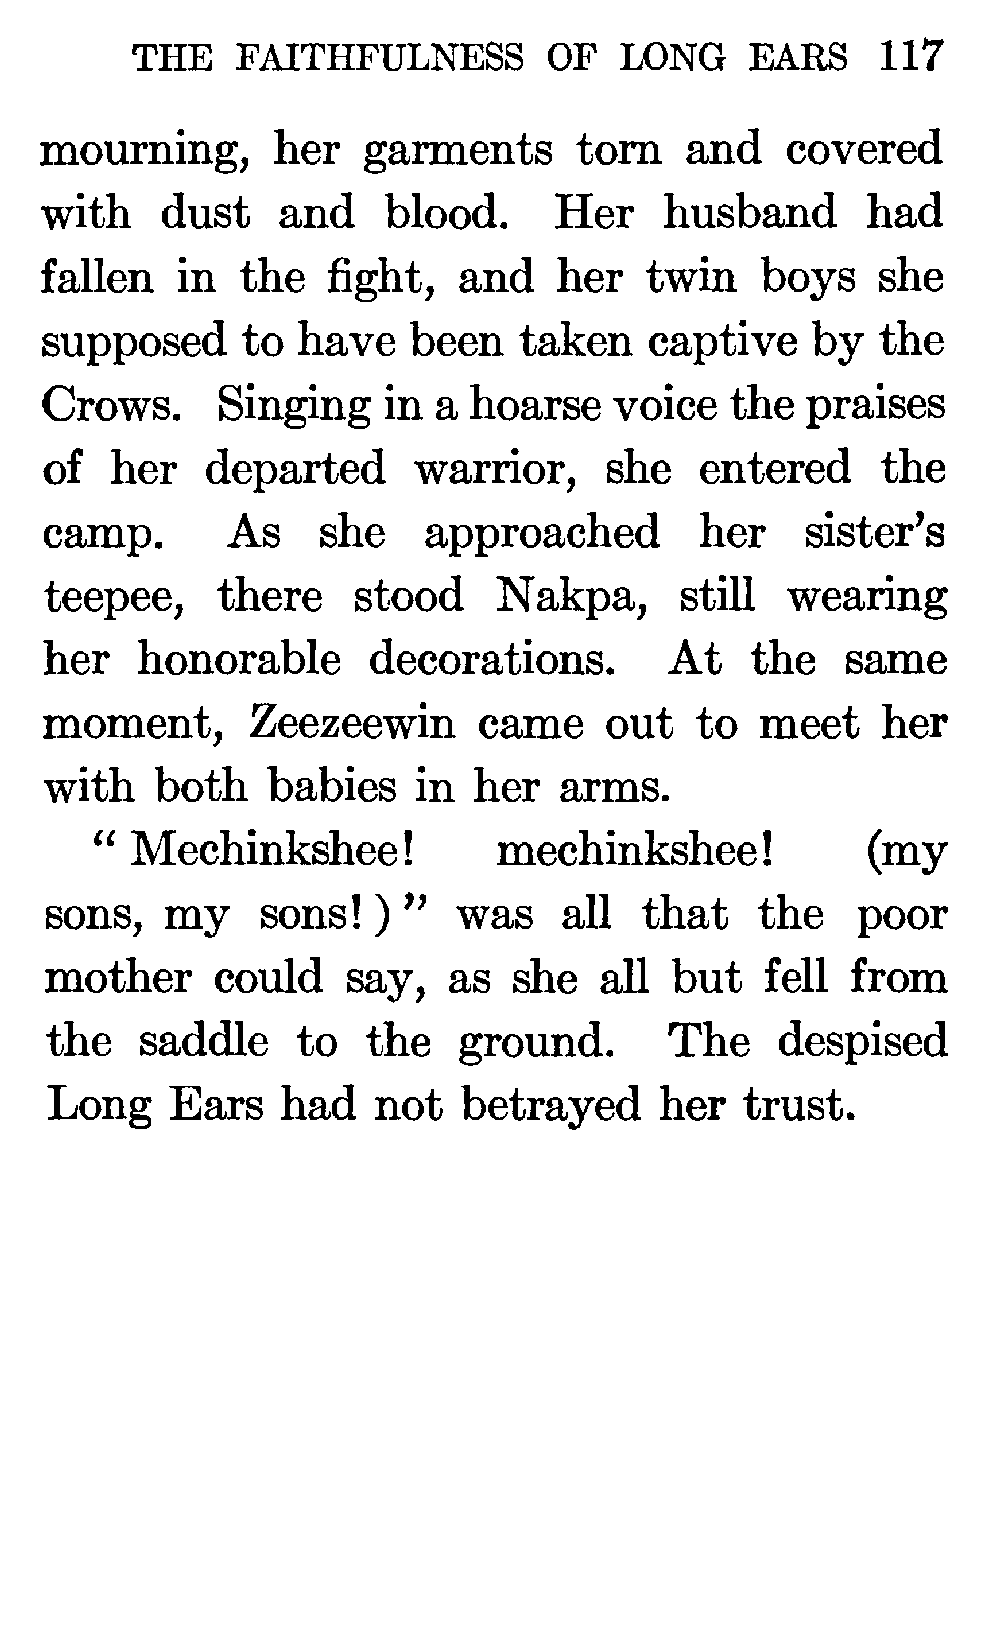 THE FAITHFULNESS OF LONG EARS 117
mourning, her garments torn and covered
with dust and blood. Her husband had
fallen in the fight, and her twin boys she
supposed to have been taken captive by the
Crows. Singing in a hoarse voice the praises
of her departed warrior, she entered the
camp. As she approached her sister's
teepee, there stood Nakpa, still wearing
her honorable decorations. At the same
moment, Zeezeewin came out to meet her
with both babies in her arms.
“ Mechinkshee! mechinkshee! (my
sons, my sons! ) ” was all that the poor
mother could say, as she all but fell from
the saddle to the ground. The despised
Long Ears had not betrayed her trust.